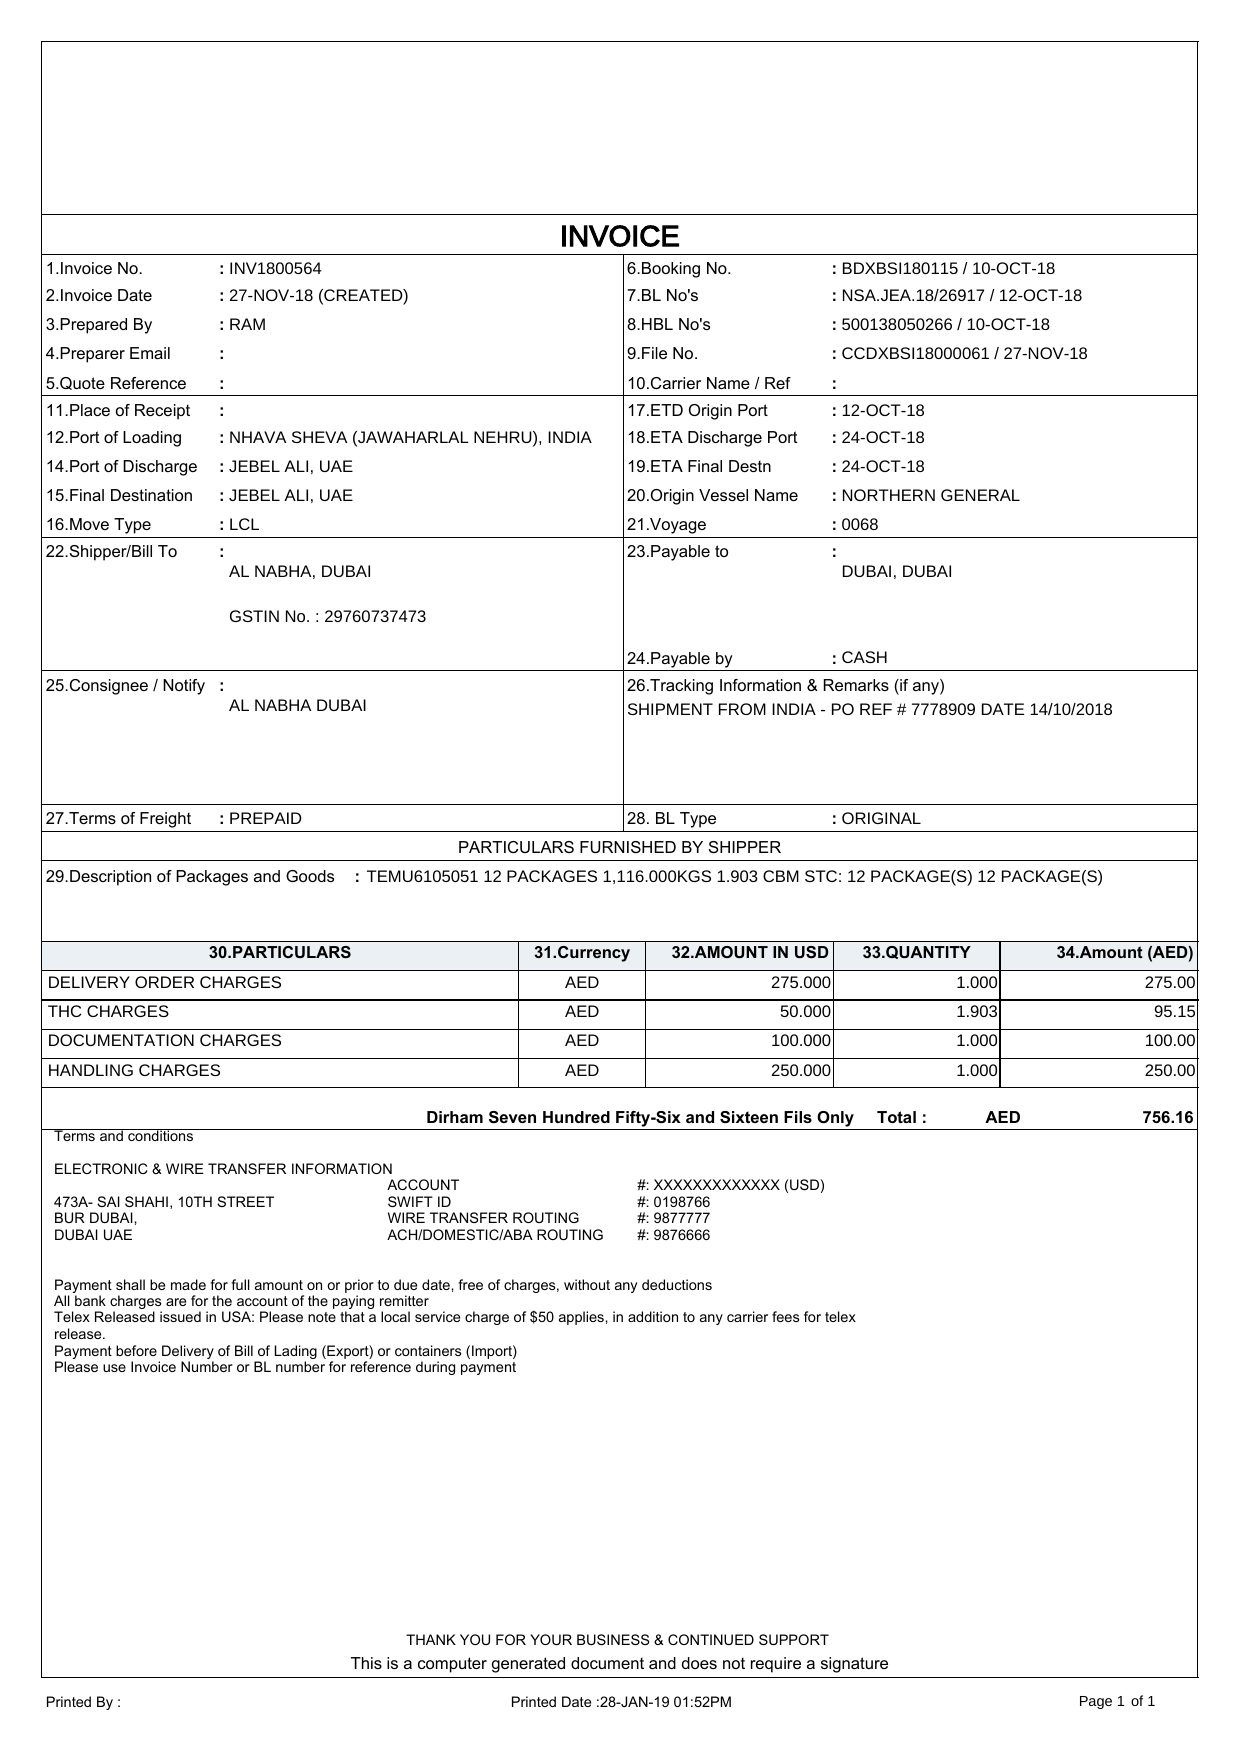 INVOICE
1.Invoice No. : INV1800564 6.Booking No. : BDXBSI180115 / 10-OCT-18
2.Invoice Date : 27-NOV-18 (CREATED) 7.BL No's : NSA.JEA.18/26917 / 12-OCT-18
3.Prepared By : RAM 8.HBL No's : 500138050266 / 10-OCT-18
4.Preparer Email : 9.File No. : CCDXBSI18000061 / 27-NOV-18
5.Quote Reference : 10.Carrier Name / Ref :
11.Place of Receipt : 17.ETD Origin Port : 12-OCT-18
12.Port of Loading : NHAVA SHEVA (JAWAHARLAL NEHRU), INDIA 18.ETA Discharge Port : 24-OCT-18
14.Port of Discharge : JEBEL ALI, UAE 19.ETA Final Destn : 24-OCT-18
15.Final Destination : JEBEL ALI, UAE 20.Origin Vessel Name : NORTHERN GENERAL
16.Move Type : LCL 21.Voyage : 0068
22.Shipper/Bill To : 23.Payable to :
AL NABHA, DUBAI DUBAI, DUBAI
GSTIN No. : 29760737473
24.Payable by : CASH
25.Consignee / Notify : 26.Tracking Information & Remarks (if any)
AL NABHA DUBAI SHIPMENT FROM INDIA - PO REF # 7778909 DATE 14/10/2018
27.Terms of Freight : PREPAID 28. BL Type : ORIGINAL
PARTICULARS FURNISHED BY SHIPPER
29.Description of Packages and Goods : TEMU6105051 12 PACKAGES 1,116.000KGS 1.903 CBM STC: 12 PACKAGE(S) 12 PACKAGE(S)
30.PARTICULARS 31.Currency 32.AMOUNT IN USD 33.QUANTITY 34.Amount (AED)
DELIVERY ORDER CHARGES AED 275.000 1.000 275.00
THC CHARGES AED 50.000 1.903 95.15
DOCUMENTATION CHARGES AED 100.000 1.000 100.00
HANDLING CHARGES AED 250.000 1.000 250.00
Dirham Seven Hundred Fifty-Six and Sixteen Fils Only Total : AED 756.16
Terms and conditions
ELECTRONIC & WIRE TRANSFER INFORMATION
ACCOUNT #: XXXXXXXXXXXXX (USD)
473A- SAI SHAHI, 10TH STREET SWIFT ID #: 0198766
BUR DUBAI, WIRE TRANSFER ROUTING #: 9877777
DUBAI UAE ACH/DOMESTIC/ABA ROUTING #: 9876666
Payment shall be made for full amount on or prior to due date, free of charges, without any deductions
All bank charges are for the account of the paying remitter
Telex Released issued in USA: Please note that a local service charge of $50 applies, in addition to any carrier fees for telex
release.
Payment before Delivery of Bill of Lading (Export) or containers (Import)
Please use Invoice Number or BL number for reference during payment
THANK YOU FOR YOUR BUSINESS & CONTINUED SUPPORT
This is a computer generated document and does not require a signature
Printed By : Printed Date :28-JAN-19 01:52PM Page 1 of 1